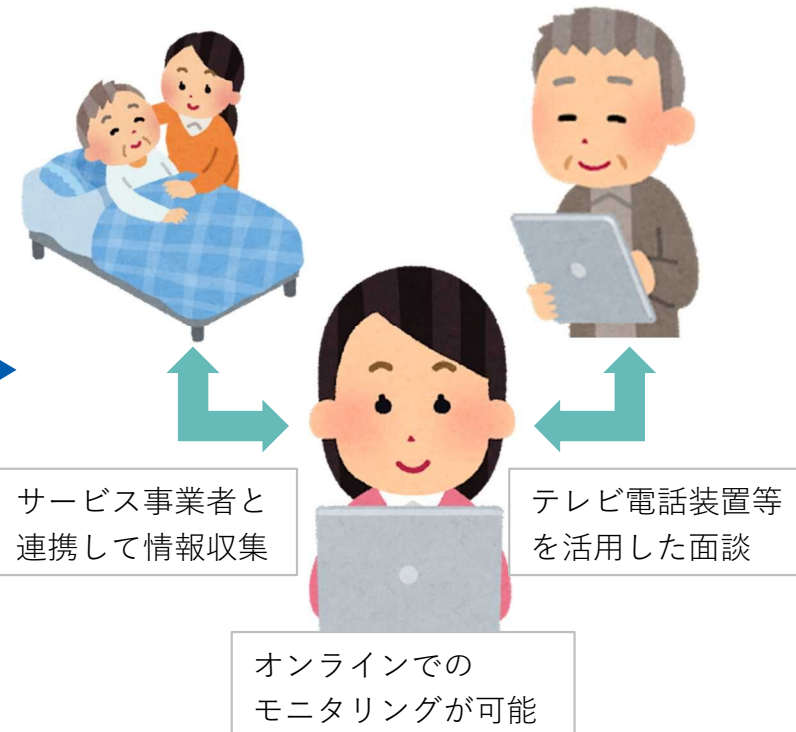 サービス事業者と
連携して情報収集
テレビ電話装置等
を活用した面談
オンラインでの
モニタリングが可能